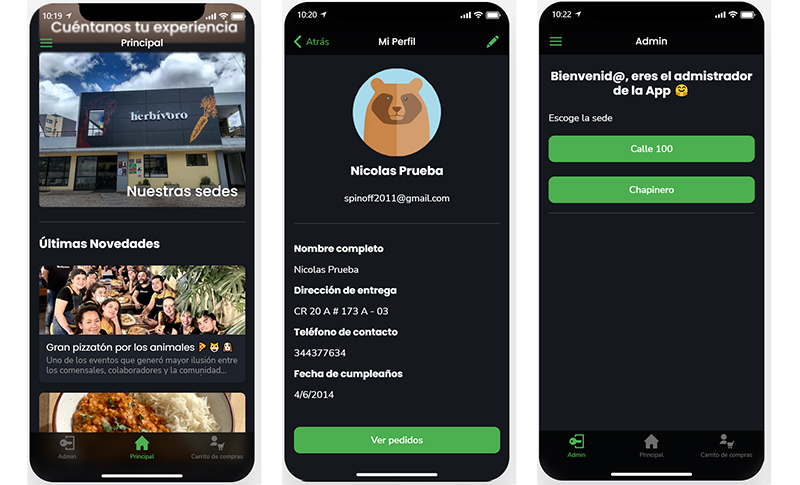 10:19
Cuéntanos tu experiencia
Principal
herbívoro
Nuestras sedes
Últimas Novedades
Gran pizzatón por los animales 🍕 😺 🐶
Uno de los eventos que generó mayor ilusión entre
los comensales, colaboradores y la comunidad...
Admin
Principal
Carrito de compras
10:20
Atrás
Mi Perfil
Nicolas Prueba
spinoff2011@gmail.com
Nombre completo
Nicolas Prueba
Dirección de entrega
CR 20 A # 173 A - 03
Teléfono de contacto
344377634
Fecha de cumpleaños
4/6/2014
Ver pedidos
10:22
Admin
Bienvenid@, eres el admistrador
de la App 🤗
Escoge la sede
Calle 100
Chapinero
Admin
Principal
Carrito de compras